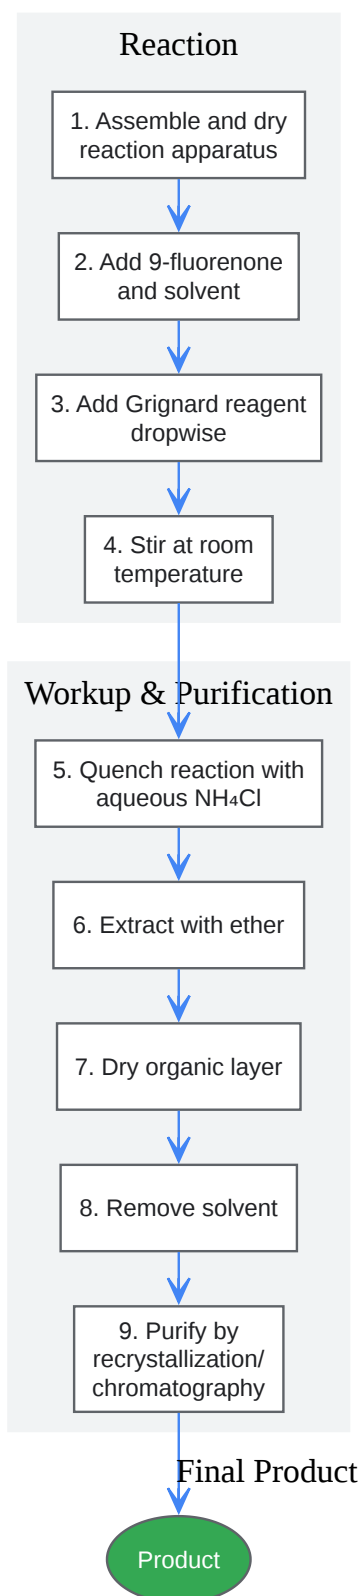 Reaction
1. Assemble and dry
reaction apparatus
2. Add 9-fluorenone
and solvent
3. Add Grignard reagent
dropwise
4. Stir at room
temperature
Workup & Purification
5. Quench reaction with
aqueous NH₄Cl
6. Extract with ether
7. Dry organic layer
8. Remove solvent
9. Purify by
recrystallization/
chromatography
Final Product
Product